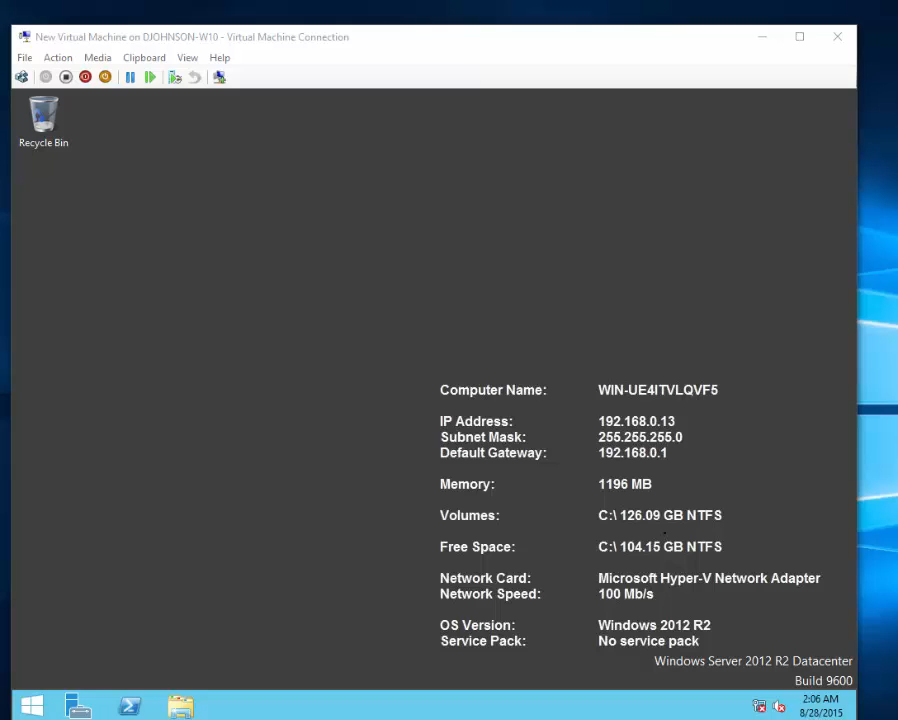 New Virtual Machine on DJOHNSON-W10 - Virtual Machine Connection
File Action Media Clipboard View Help
Recycle Bin
Computer Name: WIN-UE4ITVLQVF5
IP Address: 192.168.0.13
Subnet Mask: 255.255.255.0
Default Gateway: 192.168.0.1
Memory: 1196 MB
Volumes: C:\ 126.09 GB NTFS
Free Space: C:\ 104.15 GB NTFS
Network Card: Microsoft Hyper-V Network Adapter
Network Speed: 100 Mb/s
OS Version: Windows 2012 R2
Service Pack: No service pack
Windows Server 2012 R2 Datacenter
Build 9600
2:06 AM
8/28/2015